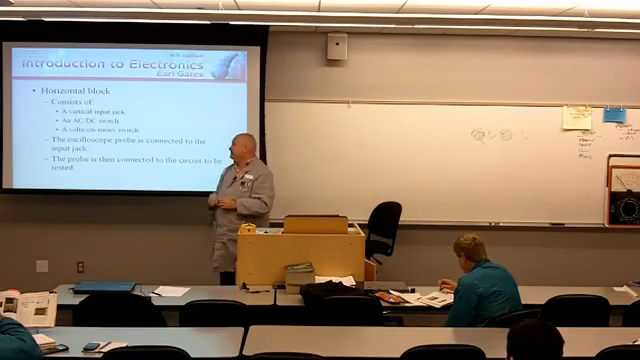 Introduction to Electronics
Earl Gates
• Horizontal block
– Consists of
• A vertical input jack
• An AC/DC switch
• A volts/cm rotary switch
– The oscilloscope probe is connected to the
input jack.
– The probe is then connected to the circuit to be
tested.